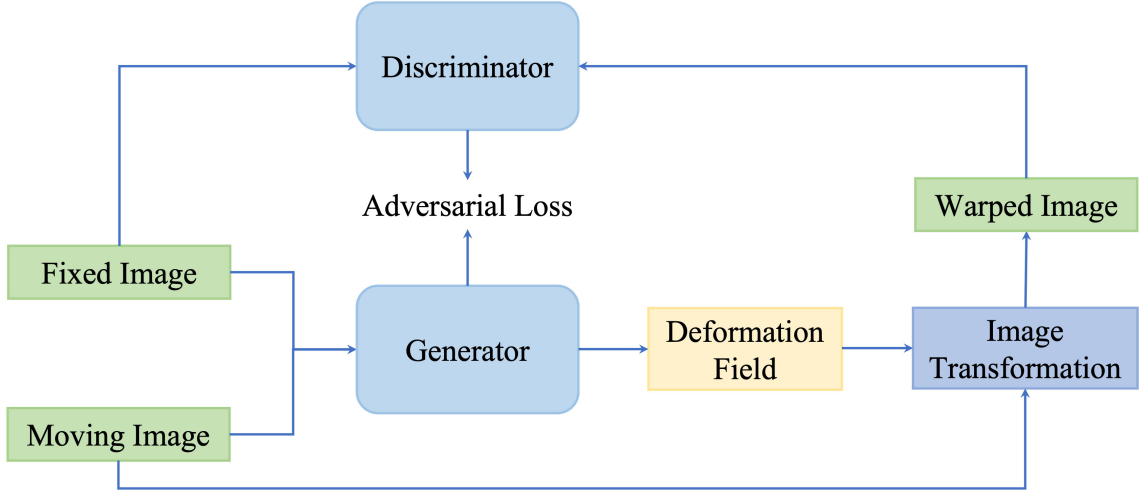 Discriminator
Adversarial Loss
Warped Image
Fixed Image
Generator
Deformation
Field
Image
Transformation
Moving Image